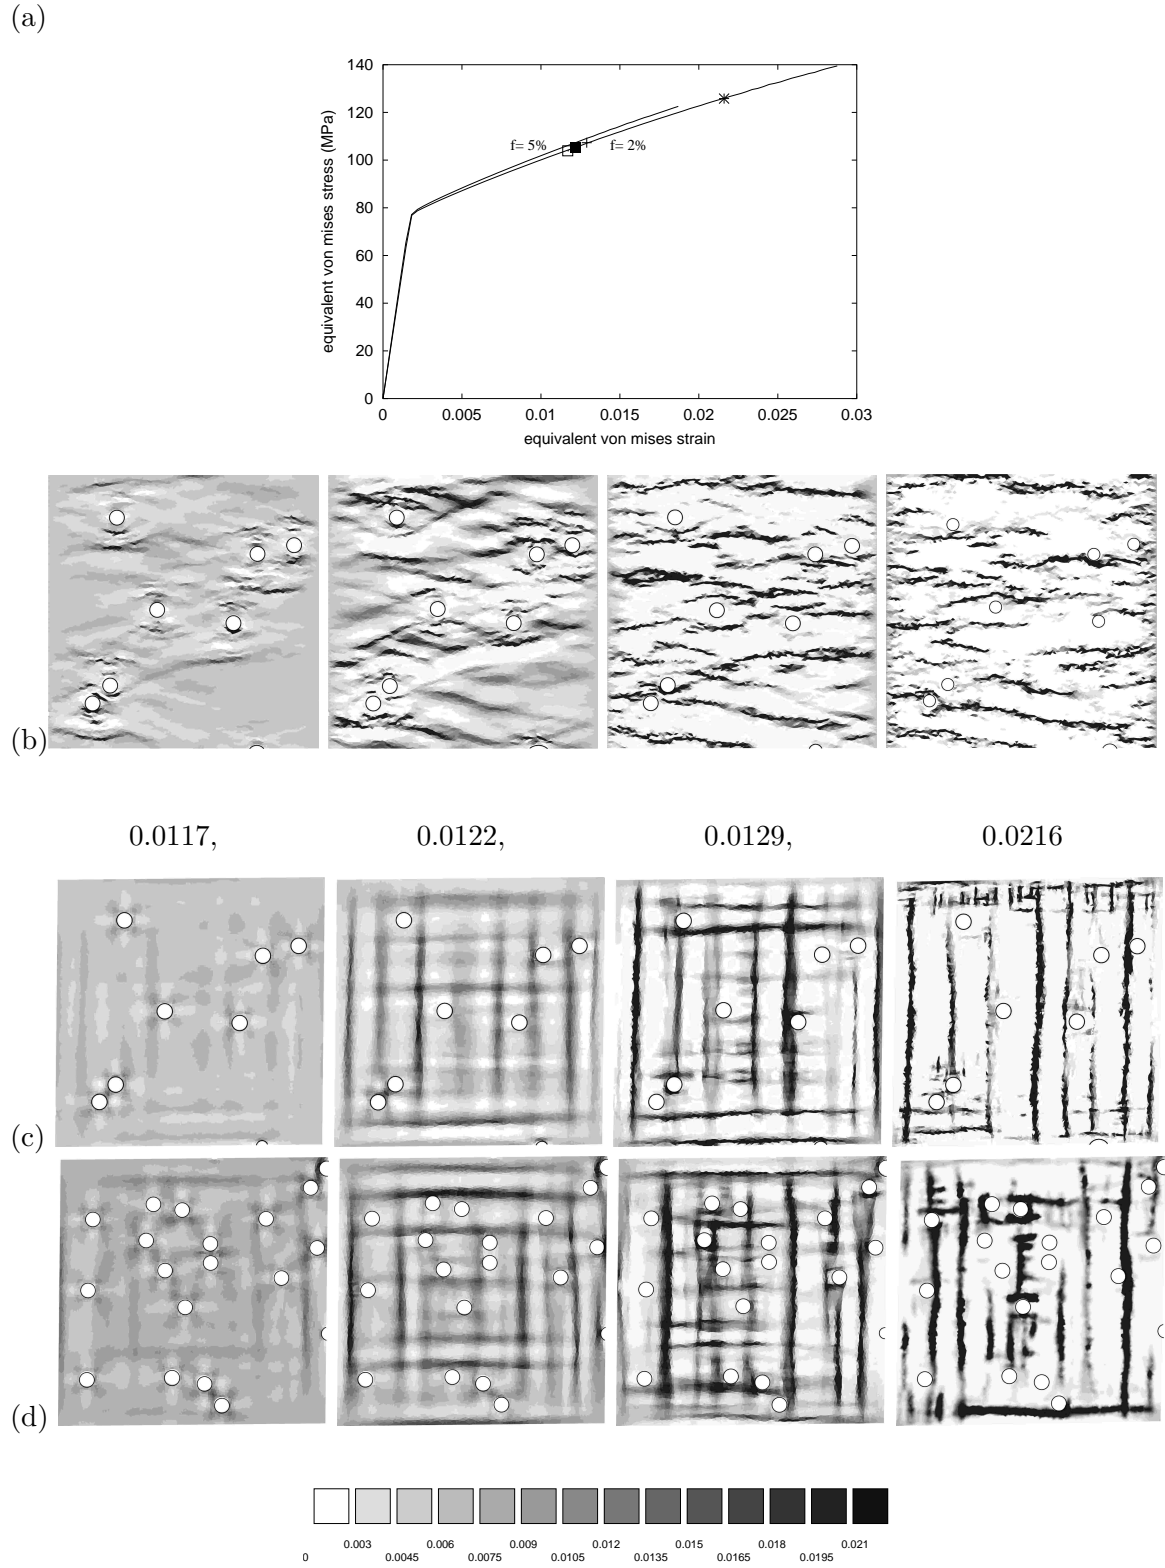 (a)
140
120
100
80
60
40
20
0
equivalent von mises stress (MPa)
f= 5%
f= 2%
0 0.005 0.01 0.015 0.02 0.025 0.03
equivalent von mises strain
(b)
0.0117, 0.0122, 0.0129, 0.0216
(c)
(d)
0.003 0.006 0.009 0.012 0.015 0.018 0.021
0 0.0045 0.0075 0.0105 0.0135 0.0165 0.0195